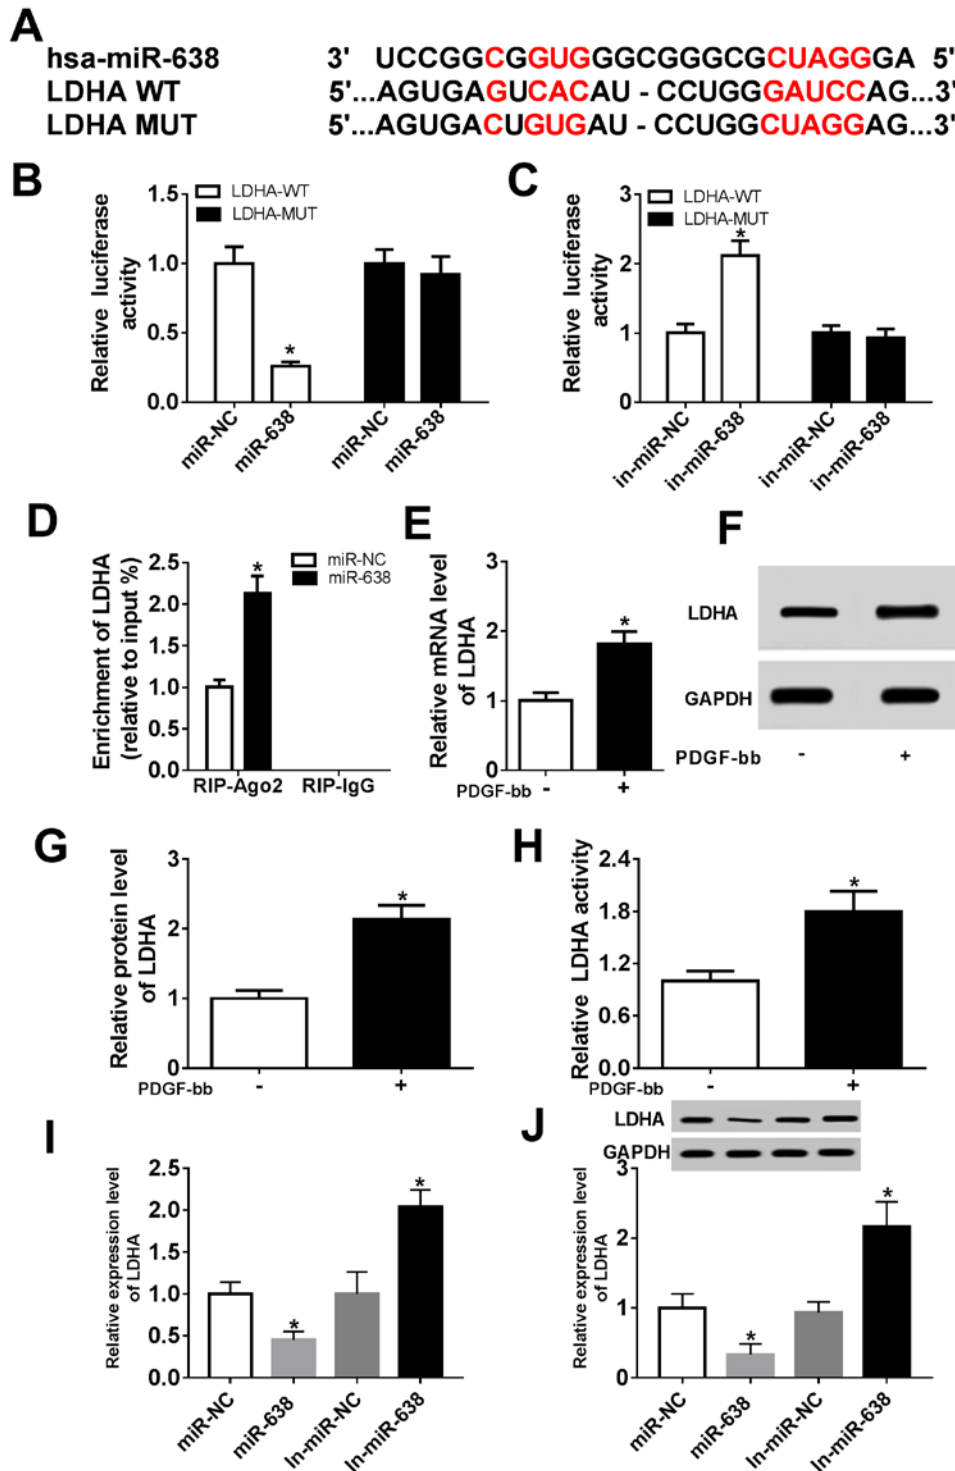 A
hsa-miR-638 3' UCCGGCGGUGGGCGGGCGCUAGGGA 5'
LDHA WT 5'...AGUGAGUCACAU-CCUGGGAUCCAG...3'
LDHA MUT 5'...AGUGACUGUGAU-CCUGGCUAGGAG...3'
B
Relative luciferase
activity
1.5
1.0
0.5
0.0
LDHA-WT
LDHA-MUT
*
miR-NC
miR-638
miR-NC
miR-638
C
Relative luciferase
activity
3
2
1
0
LDHA-WT
LDHA-MUT
*
in-miR-NC
in-miR-638
in-miR-NC
in-miR-638
D
Enrichment of LDHA
(relative to input %)
2.5
2.0
1.5
1.0
0.5
0.0
miR-NC
miR-638
*
RIP-Ago2 RIP-IgG
E
Relative mRNA level
of LDHA
3
2
1
0
*
PDGF-bb - +
F
LDHA
GAPDH
PDGF-bb - +
G
Relative protein level
of LDHA
3
2
1
0
*
PDGF-bb - +
H
Relative LDHA activity
2.4
1.8
1.2
0.6
0.0
*
PDGF-bb - +
I
Relative expression level
of LDHA
2.5
2.0
1.5
1.0
0.5
0.0
*
*
miR-NC
miR-638
In-miR-NC
In-miR-638
J
LDHA
GAPDH
Relative expression level
of LDHA
3
2
1
0
*
*
miR-NC
miR-638
In-miR-NC
In-miR-638